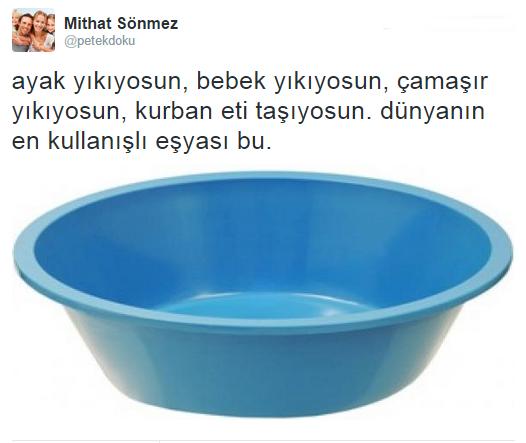 Mithat Sönmez
@petekdoku
ayak yıkıyosun, bebek yıkıyosun, çamaşır
yıkıyosun, kurban eti taşıyosun. dünyanın
en kullanışlı eşyası bu.